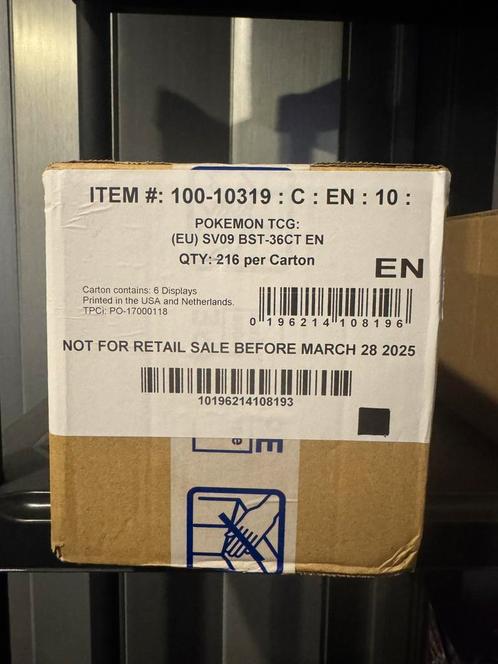 ITEM #: 100-10319 : C : EN : 10 :
POKEMON TCG:
(EU) SV09 BST-36CT EN
QTY: 216 per Carton
EN
Carton contains: 6 Displays
Printed in the USA and Netherlands.
TPCi: PO-17000118
0 196214 108196
NOT FOR RETAIL SALE BEFORE MARCH 28 2025
10196214108193